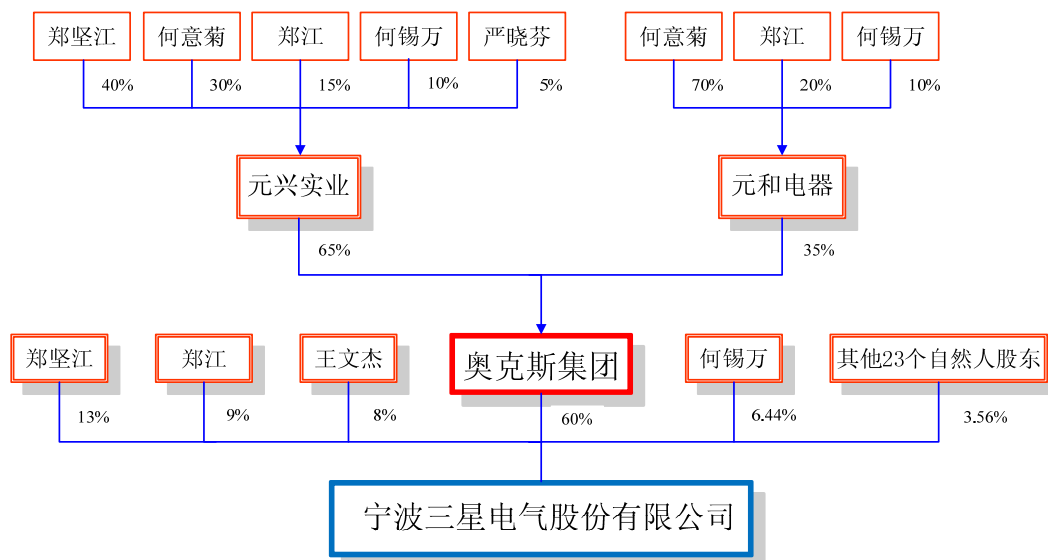 郑坚江 何意菊 郑江 何锡万 严晓芬 何意菊 郑江 何锡万
40% 30% 15% 10% 5% 70% 20% 10%
元兴实业 元和电器
65% 35%
郑坚江 郑江 王文杰 奥克斯集团 何锡万 其他23个自然人股东
13% 9% 8% 60% 6.44% 3.56%
宁波三星电气股份有限公司